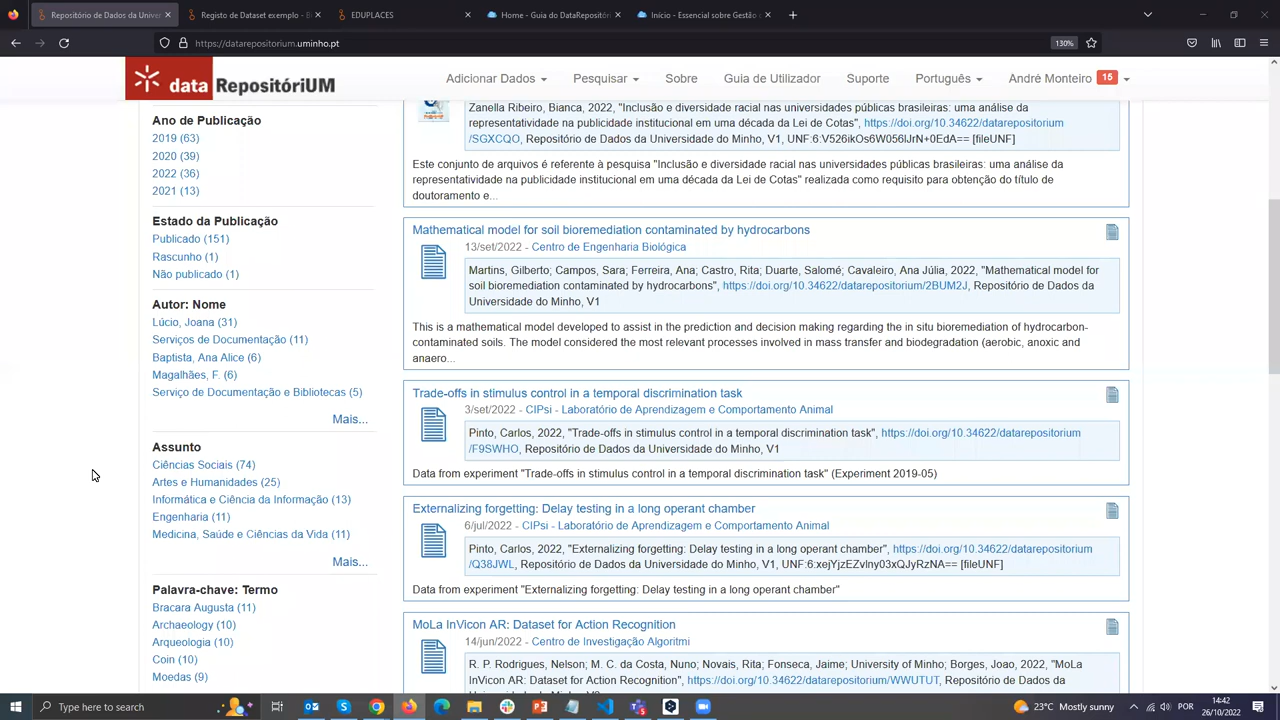 Repositório de Dados da Univer
Registo de Dataset exemplo - B
EDUPLACES
Home - Guia do DataRepositóri
Início - Essencial sobre Gestão c
https://datarepositorium.uminho.pt
130%
data RepositóriUM
Adicionar Dados
Pesquisar
Sobre
Guia de Utilizador
Suporte
Português
André Monteiro 15
Ano de Publicação
2019 (63)
2020 (39)
2022 (36)
2021 (13)
Estado da Publicação
Publicado (151)
Rascunho (1)
Não publicado (1)
Autor: Nome
Lúcio, Joana (31)
Serviços de Documentação (11)
Baptista, Ana Alice (6)
Magalhães, F. (6)
Serviço de Documentação e Bibliotecas (5)
Mais...
Assunto
Ciências Sociais (74)
Artes e Humanidades (25)
Informática e Ciência da Informação (13)
Engenharia (11)
Medicina, Saúde e Ciências da Vida (11)
Mais...
Palavra-chave: Termo
Bracara Augusta (11)
Archaeology (10)
Arqueologia (10)
Coin (10)
Moedas (9)
Zanella Ribeiro, Bianca, 2022, "Inclusão e diversidade racial nas universidades públicas brasileiras: uma análise da
representatividade na publicidade institucional em uma década da Lei de Cotas", https://doi.org/10.34622/datarepositorium
/SGXCQO, Repositório de Dados da Universidade do Minho, V1, UNF:6:V526ikOs6W056lJrN+0EdA== [fileUNF]
Este conjunto de arquivos é referente à pesquisa "Inclusão e diversidade racial nas universidades públicas brasileiras: uma análise da
representatividade na publicidade institucional em uma década da Lei de Cotas" realizada como requisito para obtenção do título de
doutoramento e...
Mathematical model for soil bioremediation contaminated by hydrocarbons
13/set/2022 - Centro de Engenharia Biológica
Martins, Gilberto; Campos, Sara; Ferreira, Ana; Castro, Rita; Duarte, Salomé; Cavaleiro, Ana Júlia, 2022, "Mathematical model for
soil bioremediation contaminated by hydrocarbons", https://doi.org/10.34622/datarepositorium/2BUM2J, Repositório de Dados da
Universidade do Minho, V1
This is a mathematical model developed to assist in the prediction and decision making regarding the in situ bioremediation of hydrocarbon-
contaminated soils. The model considered the most relevant processes involved in mass transfer and biodegradation (aerobic, anoxic and
anaero...
Trade-offs in stimulus control in a temporal discrimination task
3/set/2022 - CIPsi - Laboratório de Aprendizagem e Comportamento Animal
Pinto, Carlos, 2022, "Trade-offs in stimulus control in a temporal discrimination task", https://doi.org/10.34622/datarepositorium
/F9SWHO, Repositório de Dados da Universidade do Minho, V1
Data from experiment "Trade-offs in stimulus control in a temporal discrimination task" (Experiment 2019-05)
Externalizing forgetting: Delay testing in a long operant chamber
6/jul/2022 - CIPsi - Laboratório de Aprendizagem e Comportamento Animal
Pinto, Carlos, 2022, "Externalizing forgetting: Delay testing in a long operant chamber", https://doi.org/10.34622/datarepositorium
/Q38JWL, Repositório de Dados da Universidade do Minho, V1, UNF:6:xejYjzEZvlny03xQJyRzNA== [fileUNF]
Data from experiment "Externalizing forgetting: Delay testing in a long operant chamber"
MoLa InVicon AR: Dataset for Action Recognition
14/jun/2022 - Centro de Investigação Algoritmi
R. P. Rodrigues, Nelson; M. C. da Costa, Nuno; Novais, Rita; Fonseca, Jaime; University of Minho; Borges, Joao, 2022, "MoLa
InVicon AR: Dataset for Action Recognition", https://doi.org/10.34622/datarepositorium/WWUTUT, Repositório de Dados da
Type here to search
23°C Mostly sunny
14:42
26/10/2022